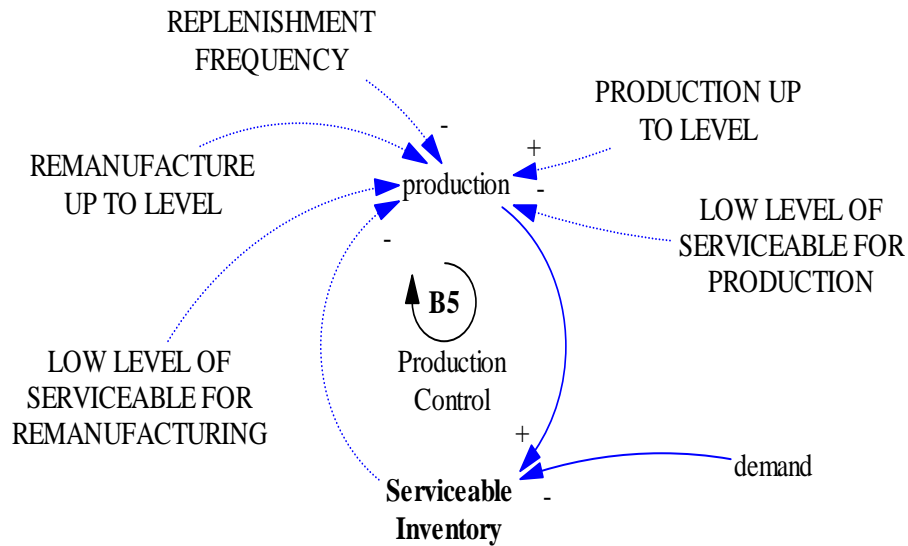 REPLENISHMENT
FREQUENCY
PRODUCTION UP
TO LEVEL
-
+
REMANUFACTURE
UP TO LEVEL
production
-
LOW LEVEL OF
SERVICEABLE FOR
PRODUCTION
-
B5
Production
Control
LOW LEVEL OF
SERVICEABLE FOR
REMANUFACTURING
+
demand
Serviceable
Inventory
-